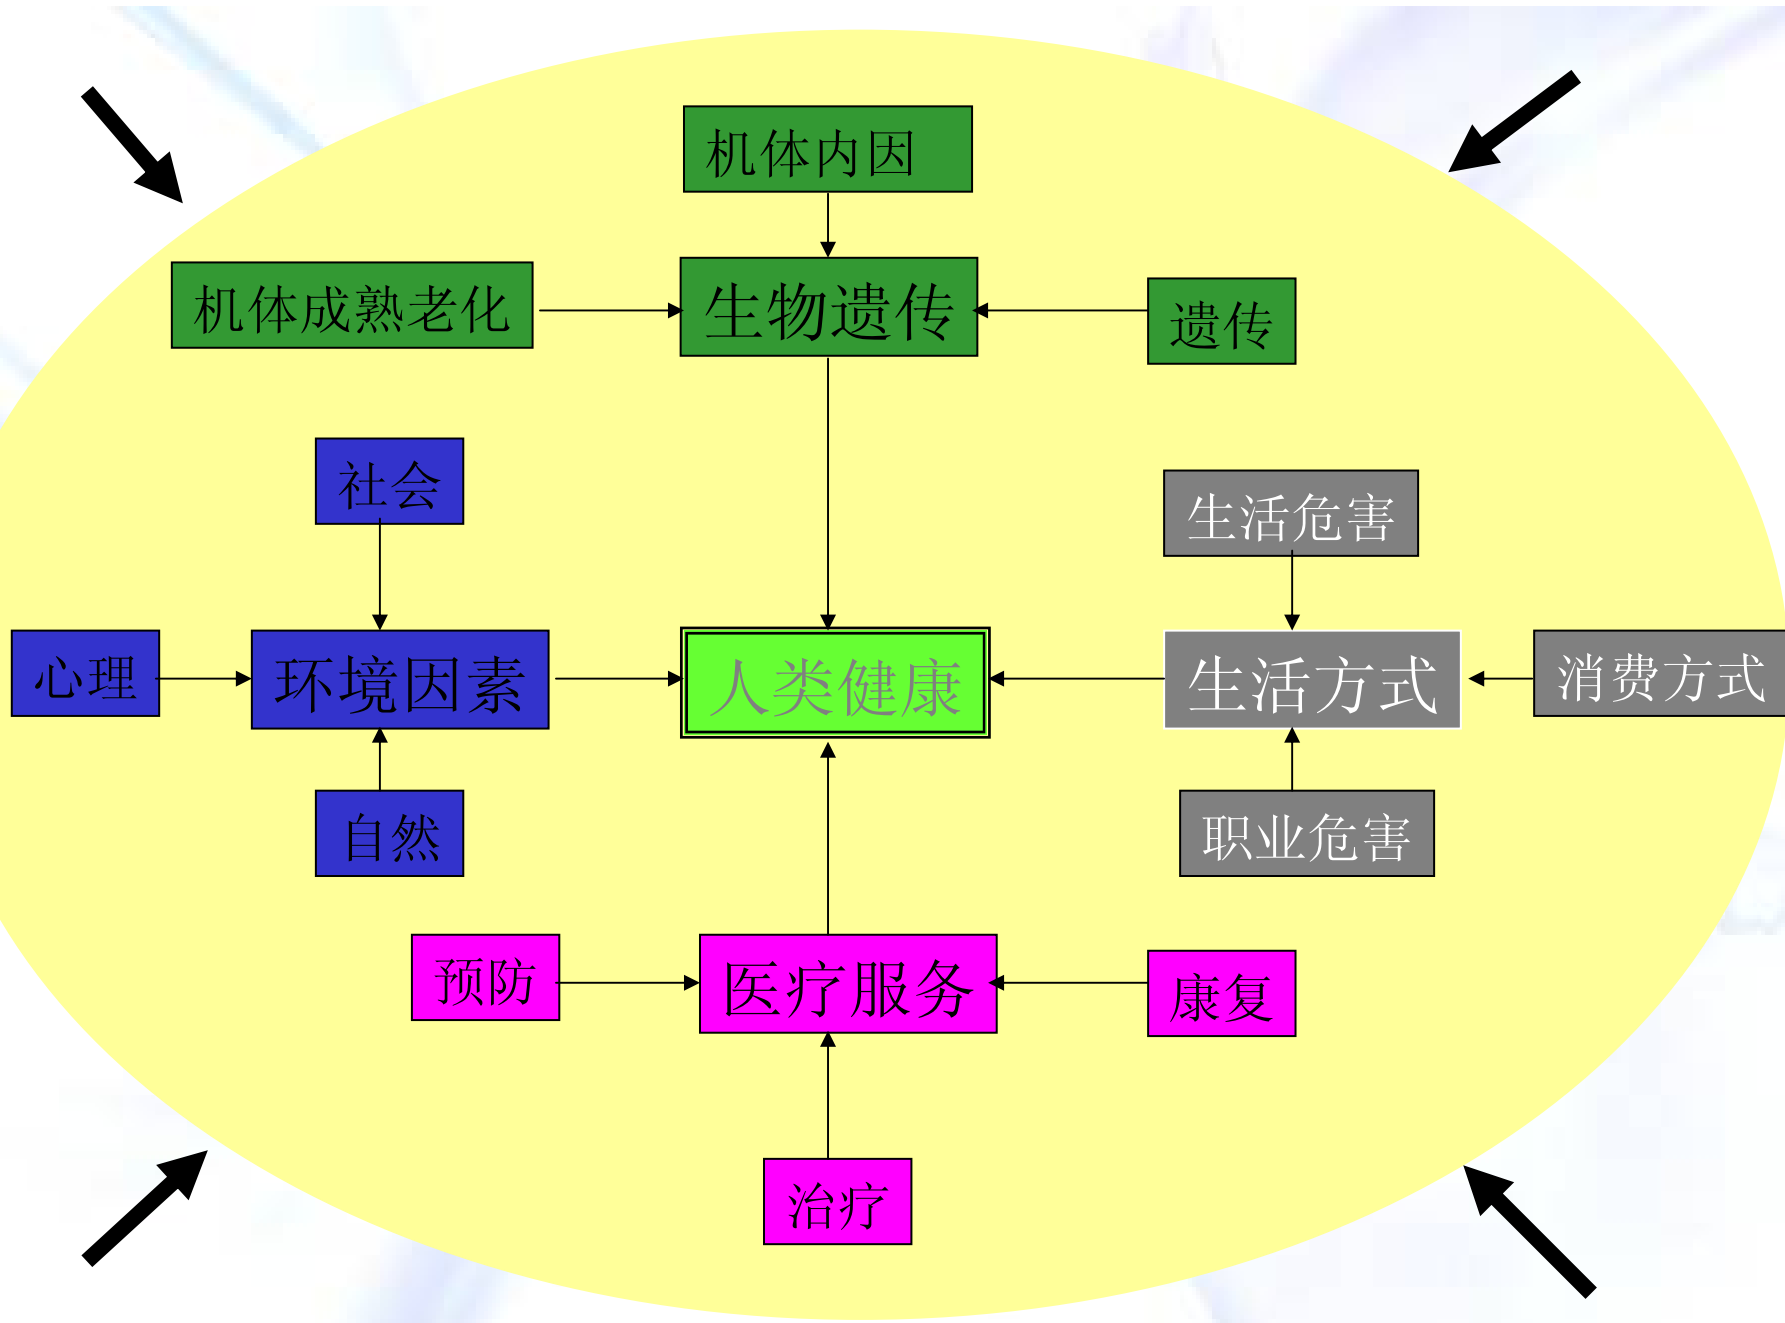 机体内因
机体成熟老化
生物遗传
遗传
社会
生活危害
心理
环境因素
人类健康
生活方式
消费方式
自然
职业危害
预防
医疗服务
康复
治疗